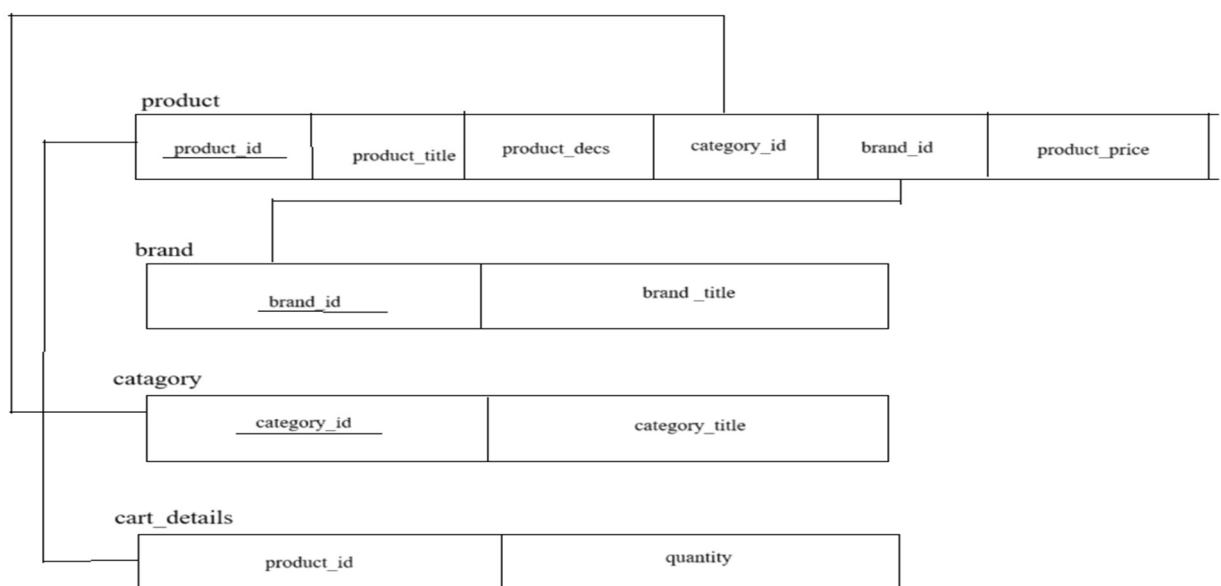 product
product_id product_title product_decs category_id brand_id product_price
brand
brand_id brand _title
catagory
category_id category_title
cart_details
product_id quantity